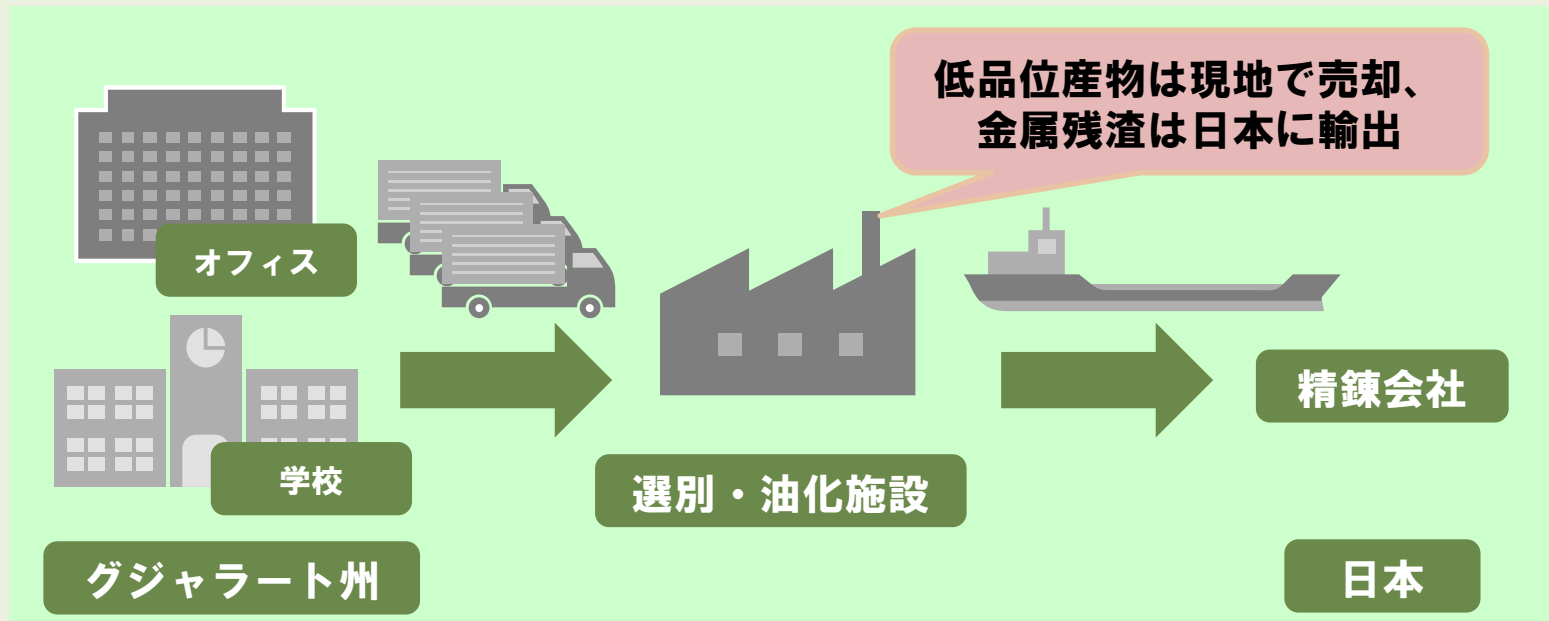 低品位産物は現地で売却、
金属残渣は日本に輸出
オフィス
学校
グジャラート州
選別・油化施設
精錬会社
日本